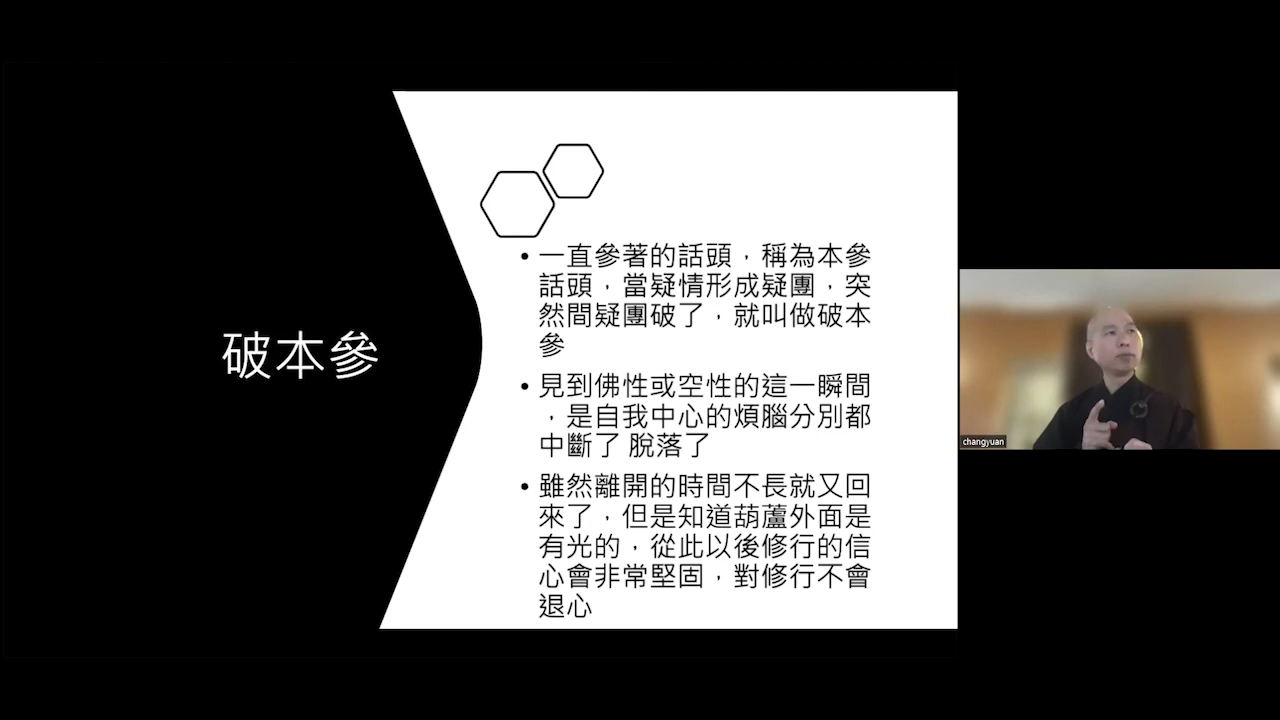 破本參
• 一直參著的話頭，稱為本參
話頭，當疑情形成疑團，突
然間疑團破了，就叫做破本
參
• 見到佛性或空性的這一瞬間
，是自我中心的煩腦分別都
中斷了 脫落了
• 雖然離開的時間不長就又回
來了，但是知道葫蘆外面是
有光的，從此以後修行的信
心會非常堅固，對修行不會
退心
changyuan